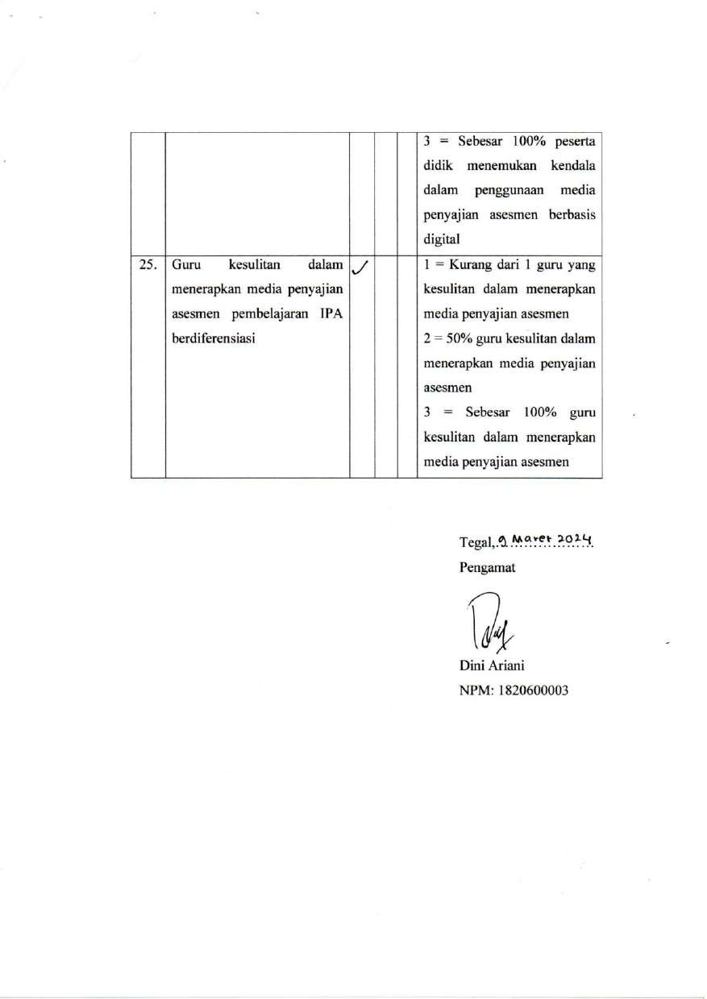 3 = Sebesar 100% peserta
didik menemukan kendala
dalam penggunaan media
penyajian asesmen berbasis
digital
25.
Guru kesulitan dalam
menerapkan media penyajian
asesmen pembelajaran IPA
berdiferensiasi
✓
1 = Kurang dari 1 guru yang
kesulitan dalam menerapkan
media penyajian asesmen
2 = 50% guru kesulitan dalam
menerapkan media penyajian
asesmen
3 = Sebesar 100% guru
kesulitan dalam menerapkan
media penyajian asesmen
Tegal, 9 Maret 2024
Pengamat
Dini Ariani
NPM: 1820600003